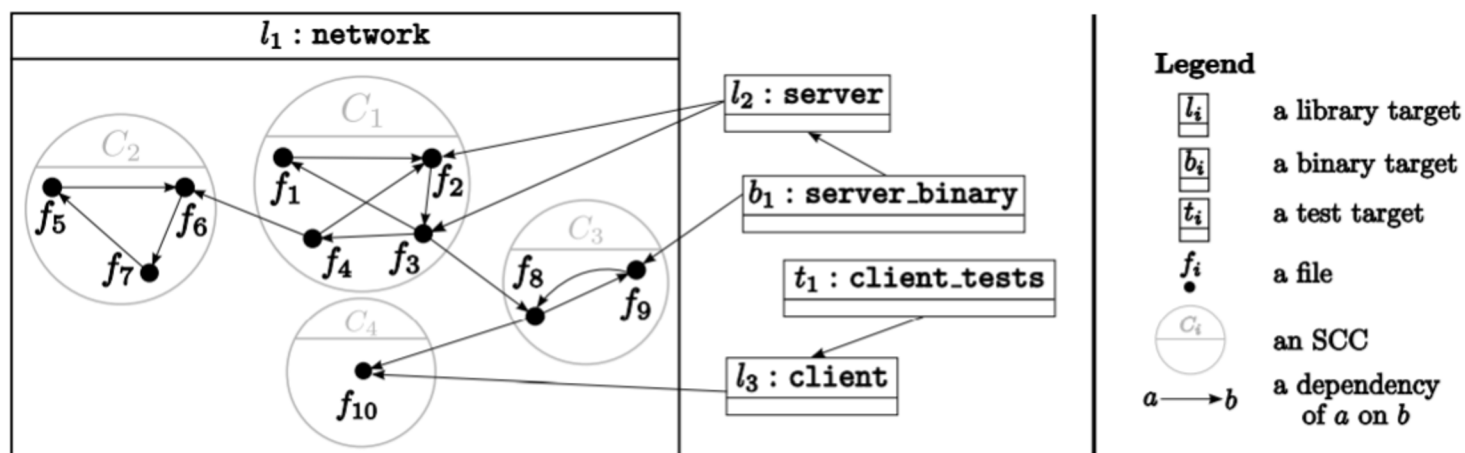 l₁ : network
C₁
C₂
f₁
f₂
f₅
f₆
f₇
f₄
f₃
C₃
f₈
f₉
C₄
f₁₀
l₂ : server
b₁ : server_binary
t₁ : client_tests
l₃ : client
Legend
lᵢ a library target
bᵢ a binary target
tᵢ a test target
fᵢ a file
Cᵢ an SCC
a b a dependency
of a on b